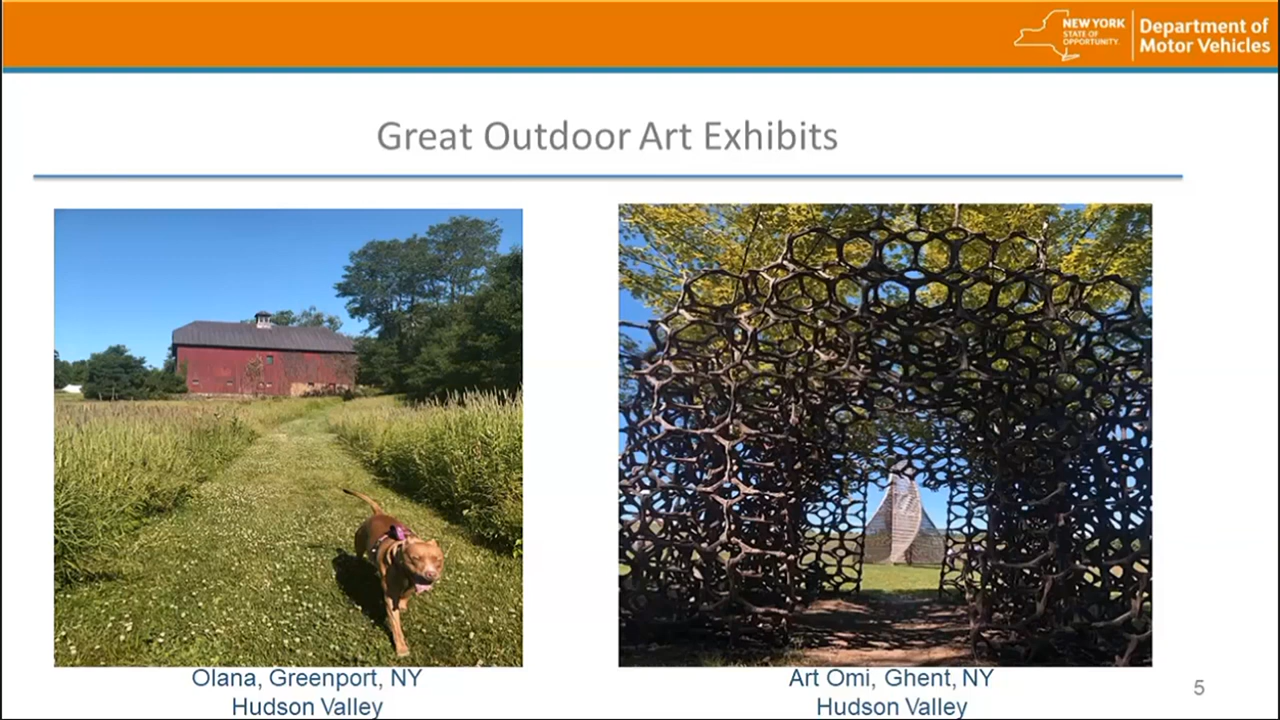 NEW YORK
STATE OF
OPPORTUNITY.
Department of
Motor Vehicles
Great Outdoor Art Exhibits
Olana, Greenport, NY
Hudson Valley
Art Omi, Ghent, NY
Hudson Valley
5